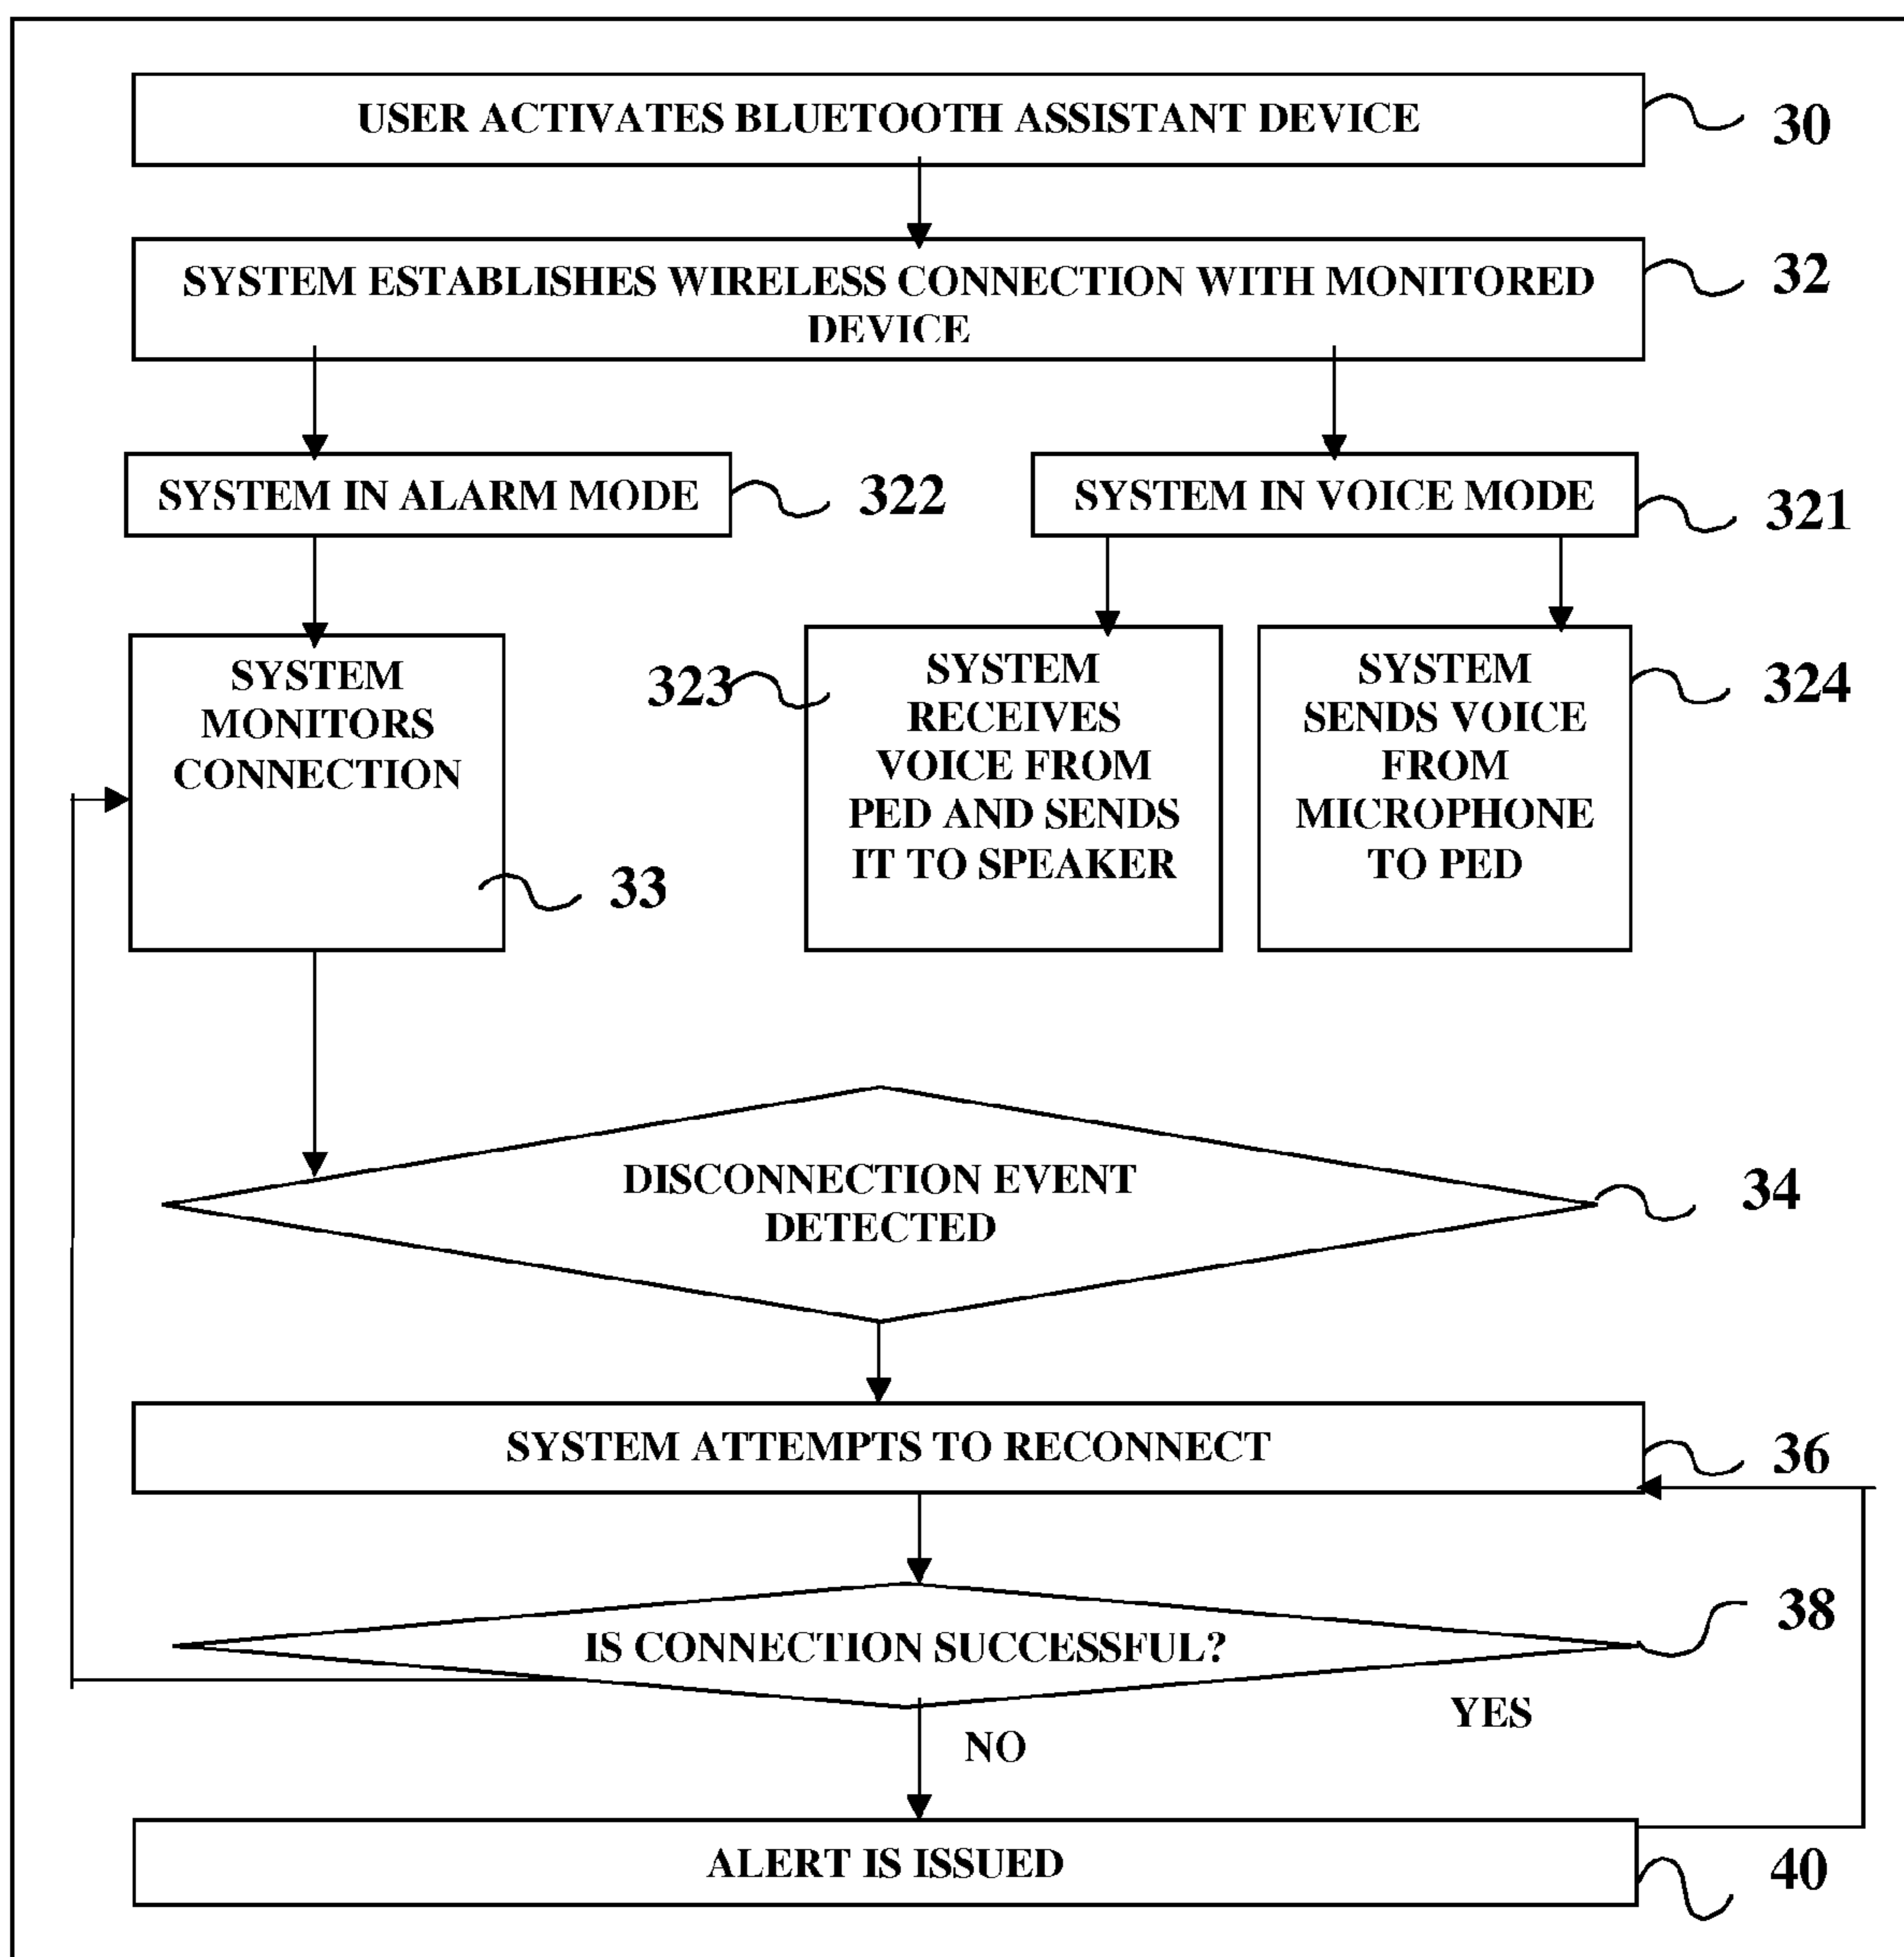 USER ACTIVATES BLUETOOTH ASSISTANT DEVICE
30
SYSTEM ESTABLISHES WIRELESS CONNECTION WITH MONITORED
DEVICE
32
SYSTEM IN ALARM MODE
322
SYSTEM IN VOICE MODE
321
SYSTEM
MONITORS
CONNECTION
33
323
SYSTEM
RECEIVES
VOICE FROM
PED AND SENDS
IT TO SPEAKER
SYSTEM
SENDS VOICE
FROM
MICROPHONE
TO PED
324
DISCONNECTION EVENT
DETECTED
34
SYSTEM ATTEMPTS TO RECONNECT
36
IS CONNECTION SUCCESSFUL?
38
YES
NO
ALERT IS ISSUED
40